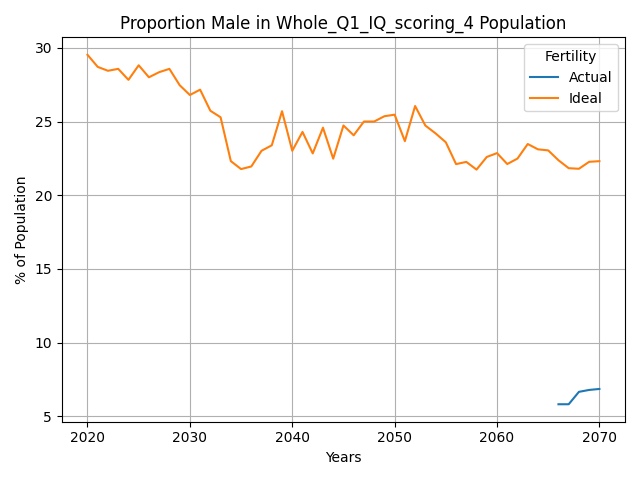 Proportion Male in Whole_Q1_IQ_scoring_4 Population
Fertility
Actual
Ideal
% of Population
30
25
20
15
10
5
2020
2030
2040
2050
2060
2070
Years